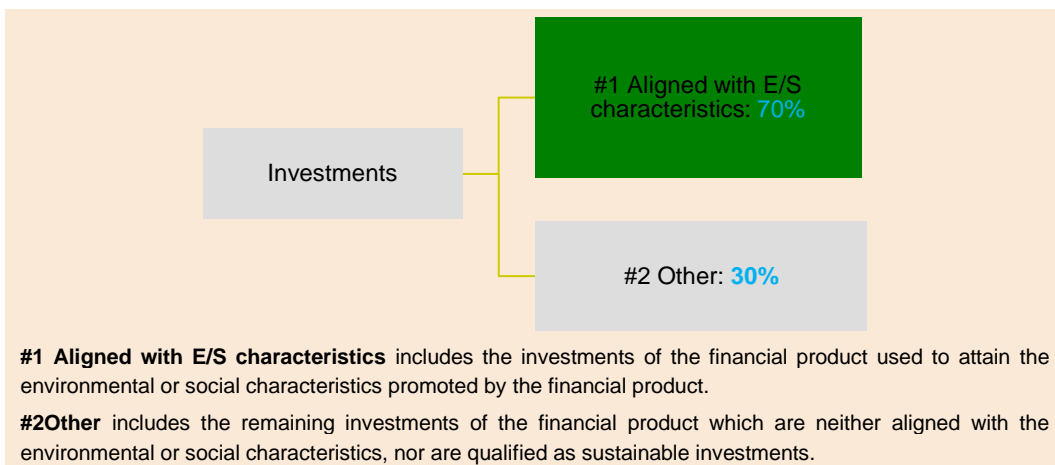 #1 Aligned with E/S
characteristics: 70%
Investments
#2 Other: 30%
#1 Aligned with E/S characteristics includes the investments of the financial product used to attain the
environmental or social characteristics promoted by the financial product.
#2Other includes the remaining investments of the financial product which are neither aligned with the
environmental or social characteristics, nor are qualified as sustainable investments.